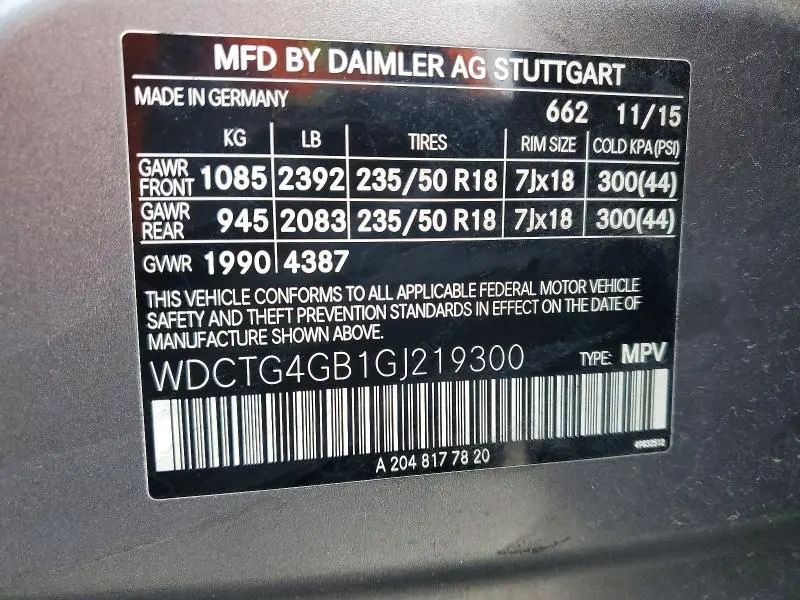 MFD BY DAIMLER AG STUTTGART
MADE IN GERMANY 662 11/15
KG LB TIRES RIM SIZE COLD KPA(PSI)
GAWR FRONT 1085 2392 235/50 R18 7Jx18 300(44)
GAWR REAR 945 2083 235/50 R18 7Jx18 300(44)
GVWR 1990 4387
THIS VEHICLE CONFORMS TO ALL APPLICABLE FEDERAL MOTOR VEHICLE
SAFETY AND THEFT PREVENTION STANDARDS IN EFFECT ON THE DATE OF
MANUFACTURE SHOWN ABOVE.
WDCTG4GB1GJ219300 TYPE: MPV
49832512
A 204 817 78 20